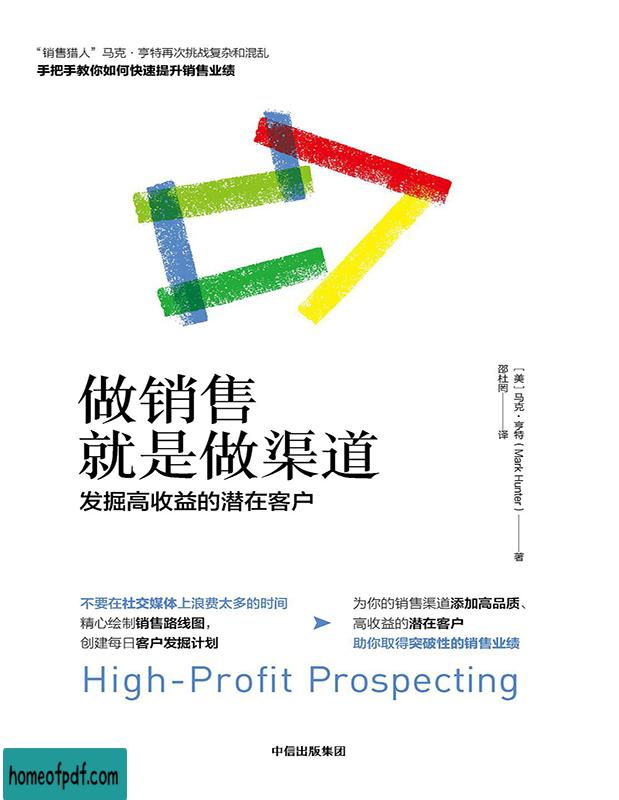 “销售猎人”马克·亨特再次挑战复杂和混乱
手把手教你如何快速提升销售业绩
做销售
就是做渠道
发掘高收益的潜在客户
[美]马克·亨特(Mark Hunter)——著
邵杜罔——译
不要在社交媒体上浪费太多的时间
精心绘制销售路线图,
创建每日客户发掘计划
为你的销售渠道添加高品质、
高收益的潜在客户
助你取得突破性的销售业绩
High-Profit Prospecting
中信出版集团
homeofpdf.com